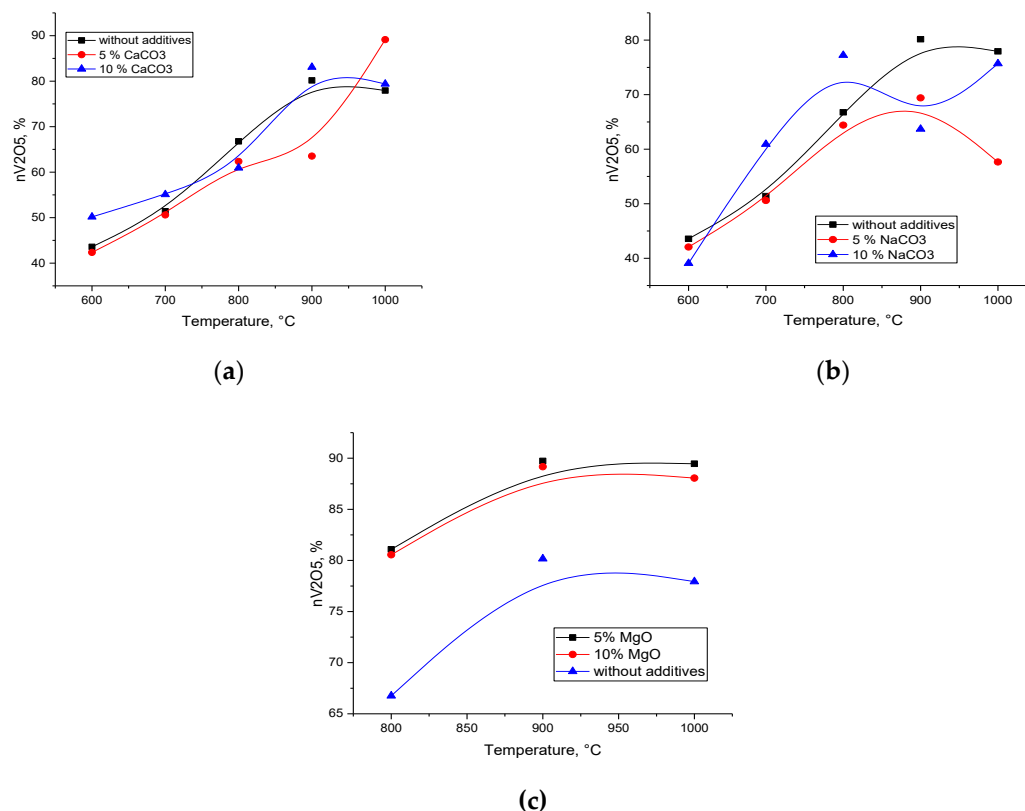 90
80
70
60
50
40
nV2O5, %
without additives
5 % CaCO3
10 % CaCO3
600 700 800 900 1000
Temperature, °C
(a)
80
70
60
50
40
nV2O5, %
without additives
5 % NaCO3
10 % NaCO3
600 700 800 900 1000
Temperature, °C
(b)
90
85
80
75
70
65
nV2O5, %
5% MgO
10% MgO
without additives
800 850 900 950 1000
Temperature, °C
(c)